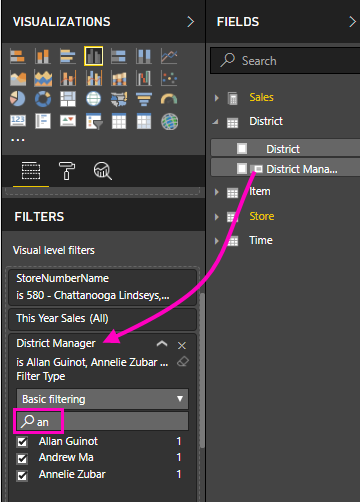 VISUALIZATIONS
FILTERS
Visual level filters
StoreNumberName
is 580 - Chattanooga Lindseys,...
This Year Sales (All)
District Manager
is Allan Guinot, Annelie Zubar ...
Filter Type
Basic filtering
an
Allan Guinot 1
Andrew Ma 1
Annelie Zubar 1
FIELDS
Search
Sales
District
District
District Mana...
Item
Store
Time